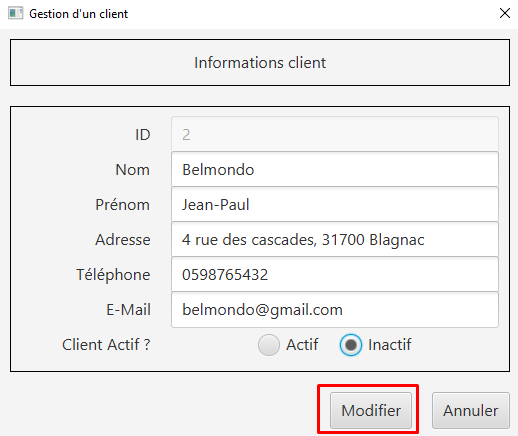 Gestion d'un client
Informations client
ID 2
Nom Belmondo
Prénom Jean-Paul
Adresse 4 rue des cascades, 31700 Blagnac
Téléphone 0598765432
E-Mail belmondo@gmail.com
Client Actif ? Actif Inactif
Modifier Annuler